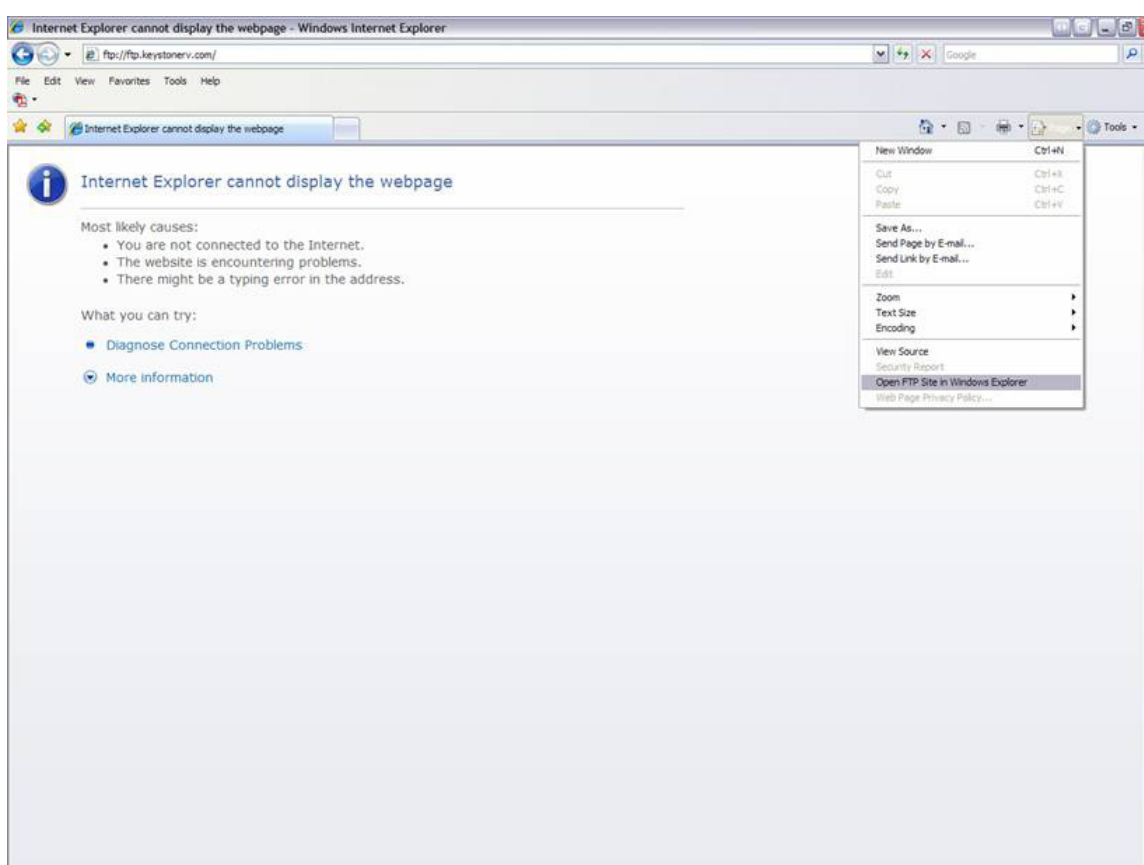 Internet Explorer cannot display the webpage - Windows Internet Explorer
ftp://ftp.keystonerv.com/
Google
File Edit View Favorites Tools Help
Internet Explorer cannot display the webpage
Tools
Internet Explorer cannot display the webpage
Most likely causes:
• You are not connected to the Internet.
• The website is encountering problems.
• There might be a typing error in the address.
What you can try:
Diagnose Connection Problems
More information
New Window Ctrl+N
Cut Ctrl+X
Copy Ctrl+C
Paste Ctrl+V
Save As...
Send Page by E-mail...
Send Link by E-mail...
Edit
Zoom
Text Size
Encoding
View Source
Security Report
Open FTP Site in Windows Explorer
Web Page Privacy Policy...